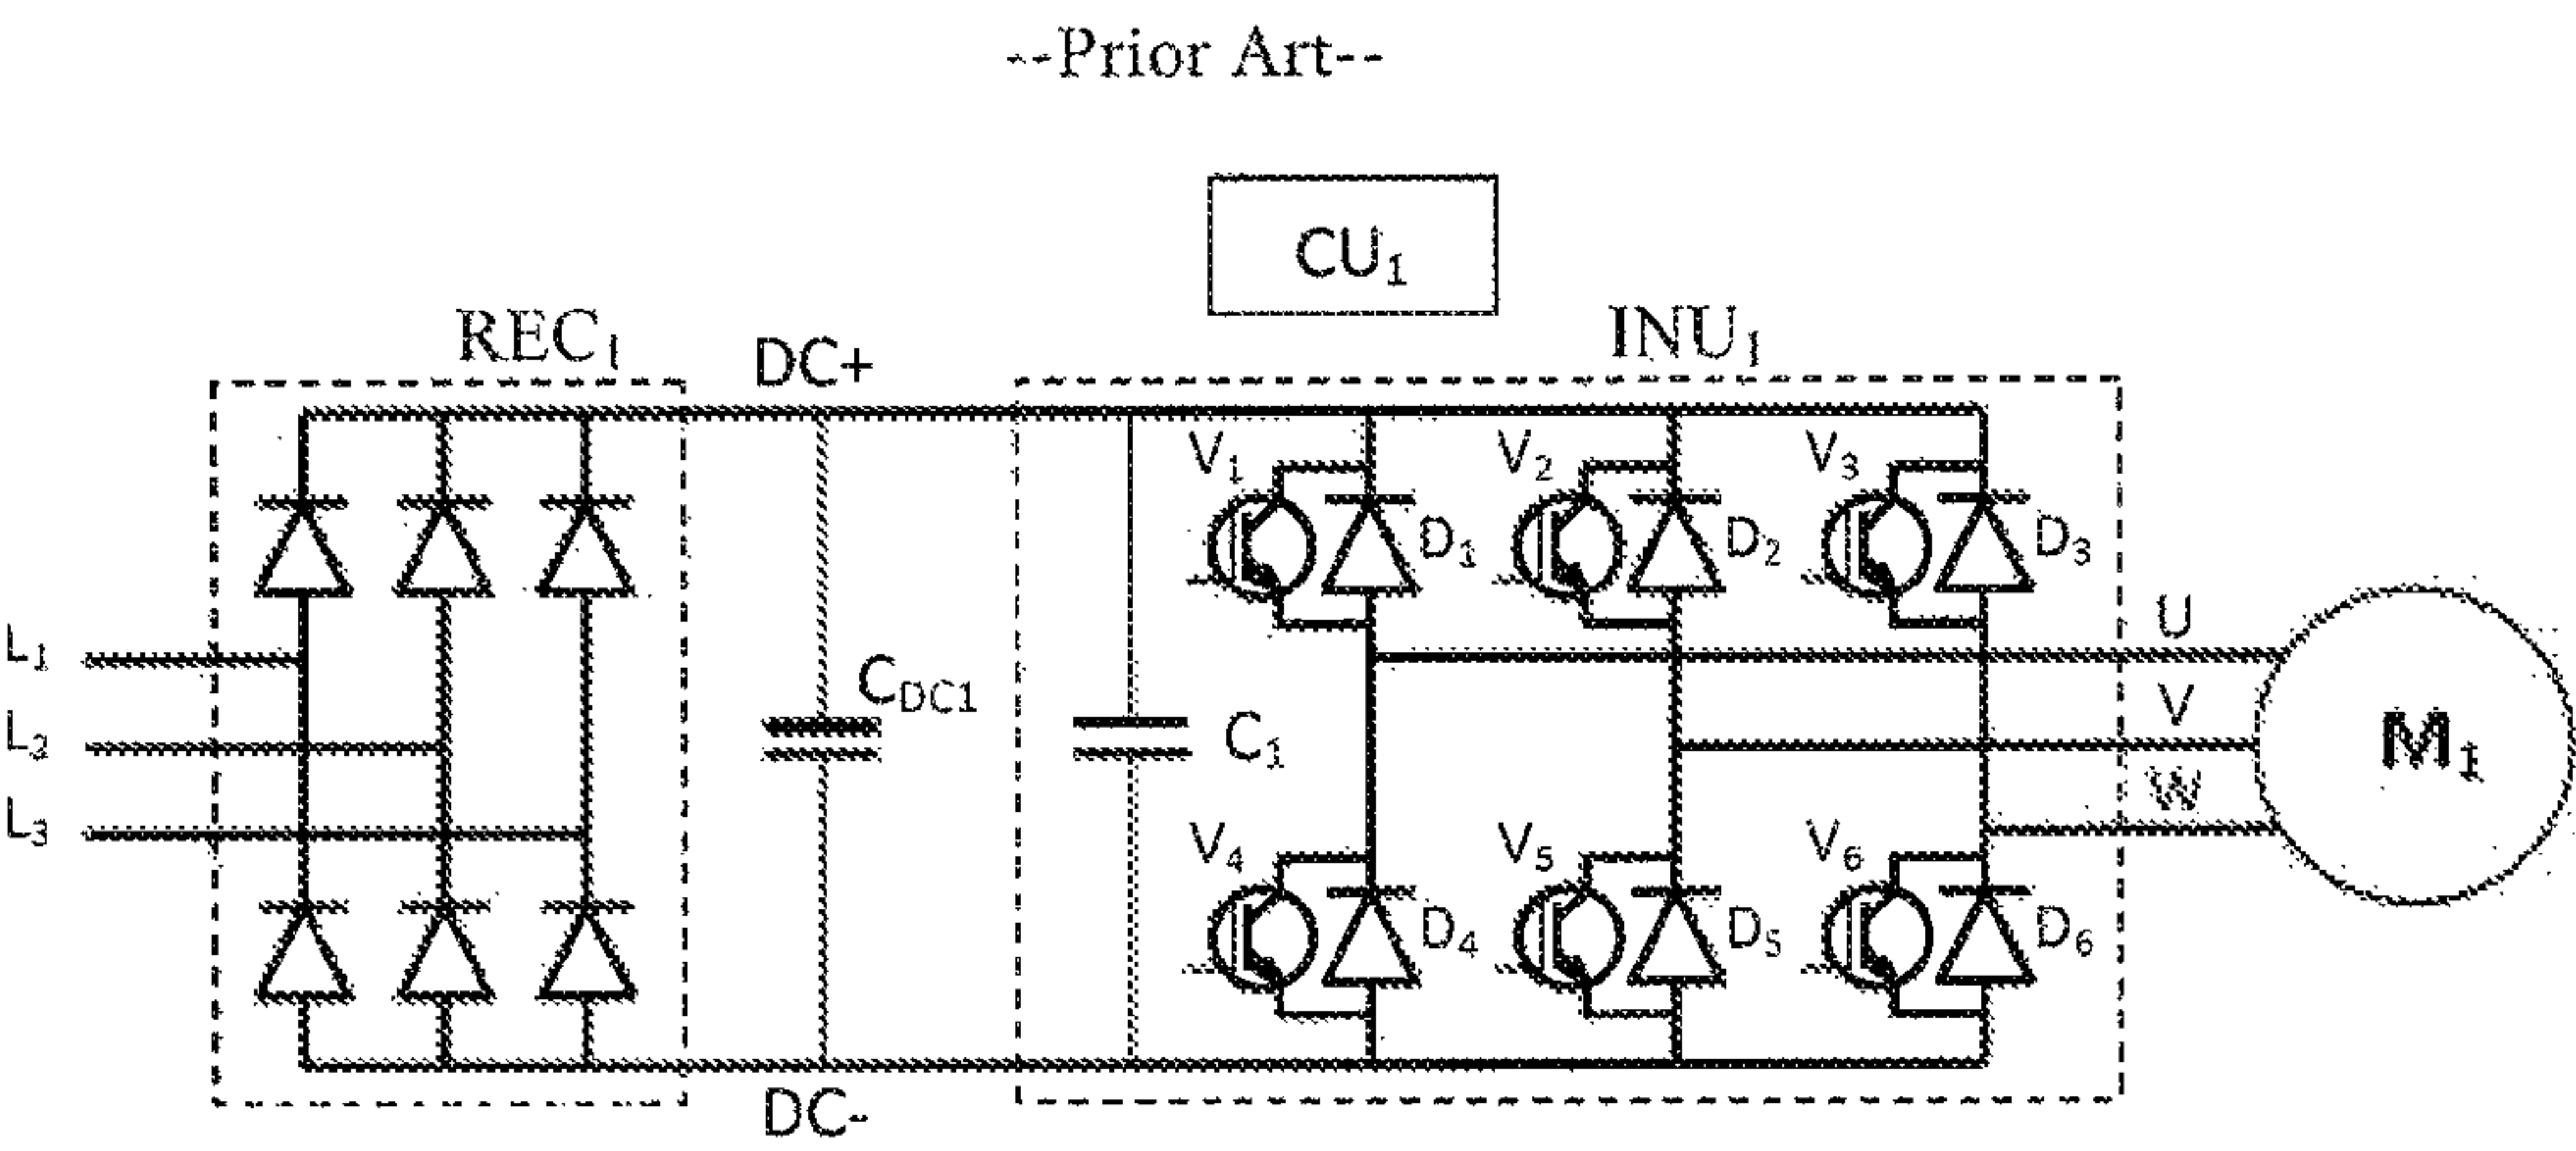 --Prior Art--
CU₁
REC₁
INU₁
DC+
V₁
V₂
V₃
D₁
D₂
D₃
L₁
L₂
L₃
C_DC1
C₁
U
V
W
M₁
V₄
V₅
V₆
D₄
D₅
D₆
DC-